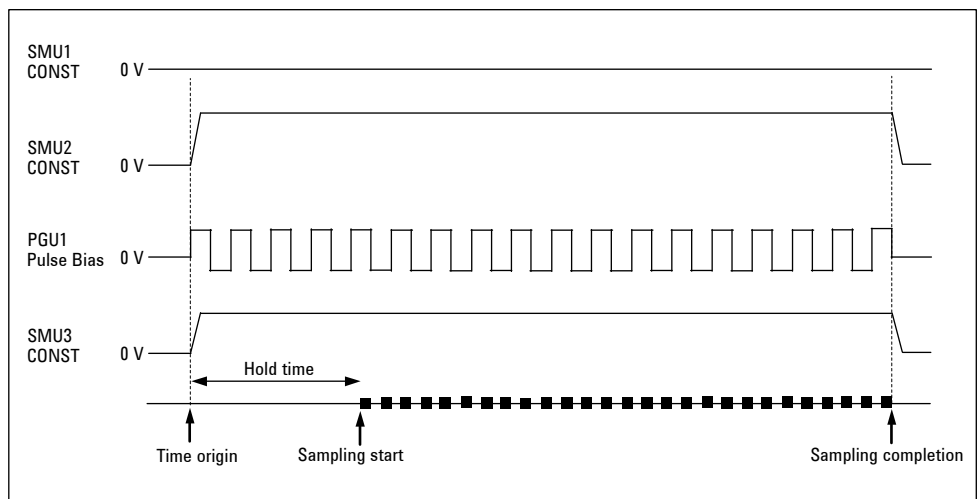 SMU1
CONST 0 V
SMU2
CONST 0 V
PGU1
Pulse Bias 0 V
SMU3
CONST 0 V
Hold time
Time origin Sampling start Sampling completion